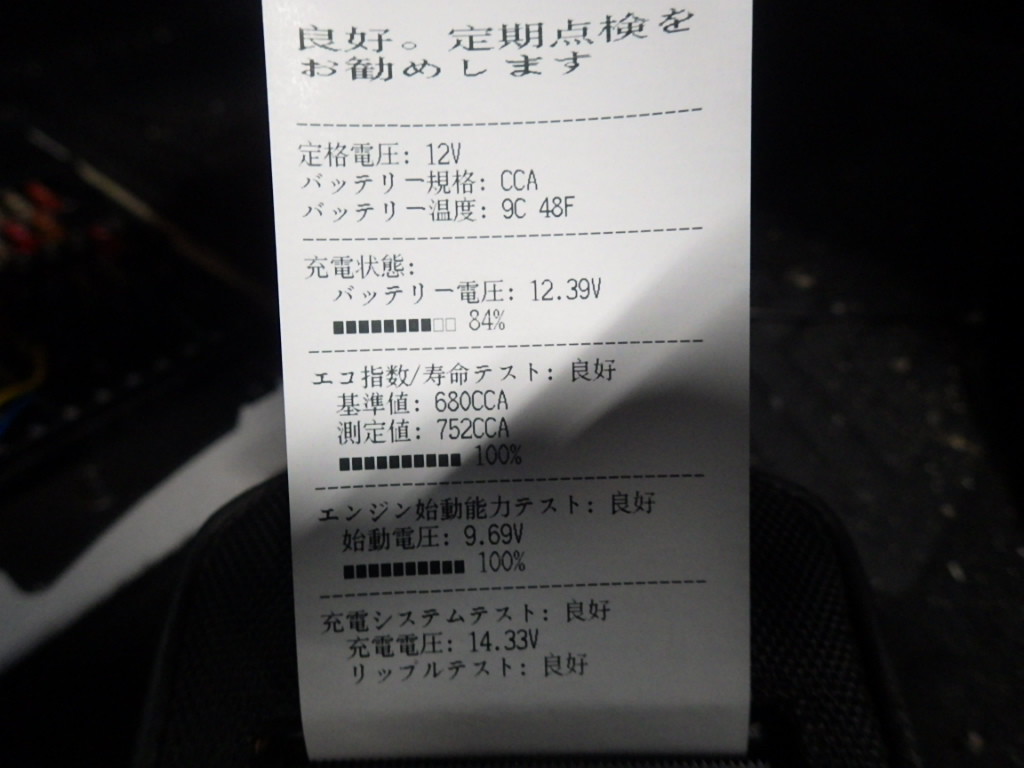 良好。定期点検を
お勧めします
定格電圧: 12V
バッテリー規格: CCA
バッテリー温度: 9C 48F
充電状態:
バッテリー電圧: 12.39V
84%
エコ指数/寿命テスト: 良好
基準値: 680CCA
測定値: 752CCA
100%
エンジン始動能力テスト: 良好
始動電圧: 9.69V
100%
充電システムテスト: 良好
充電電圧: 14.33V
リップルテスト: 良好